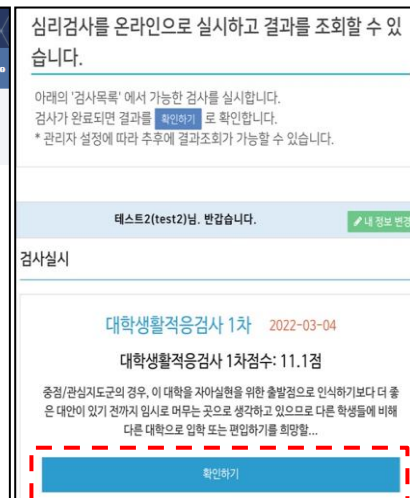 심리검사를 온라인으로 실시하고 결과를 조회할 수 있
습니다.
아래의 '검사목록' 에서 가능한 검사를 실시합니다.
검사가 완료되면 결과를 확인하기 로 확인합니다.
* 관리자 설정에 따라 추후에 결과조회가 가능할 수 있습니다.
테스트2(test2)님. 반갑습니다.
내 정보 변경
검사실시
대학생활적응검사 1차 2022-03-04
대학생활적응검사 1차점수: 11.1점
중점/관심지도군의 경우, 이 대학을 자아실현을 위한 출발점으로 인식하기보다 더 좋
은 대안이 있기 전까지 임시로 머무는 곳으로 생각하고 있으므로 다른 학생들에 비해
다른 대학으로 입학 또는 편입하기를 희망할...
확인하기